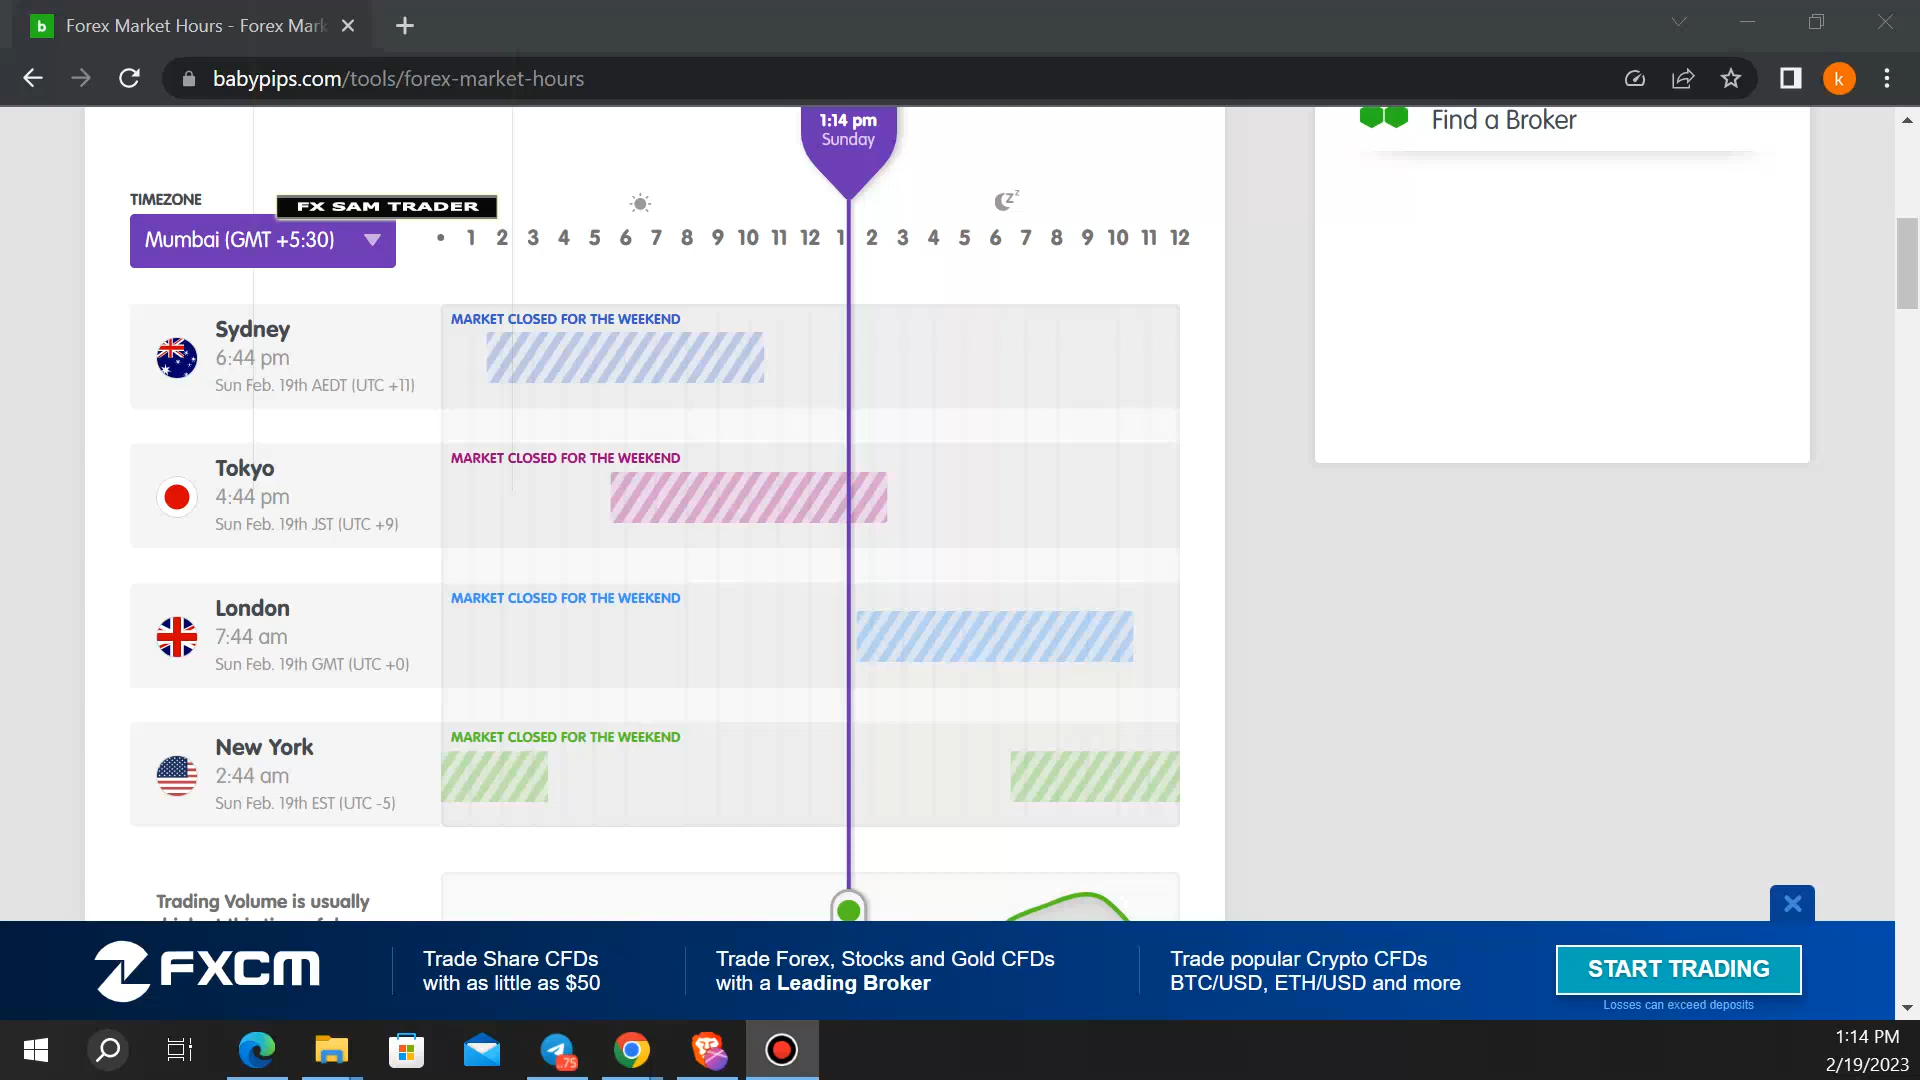 b Forex Market Hours - Forex Mark
babypips.com/tools/forex-market-hours
k
1:14 pm
Sunday
Find a Broker
TIMEZONE
FX SAM TRADER
Mumbai (GMT +5:30)
z z
• 1 2 3 4 5 6 7 8 9 10 11 12 1 2 3 4 5 6 7 8 9 10 11 12
MARKET CLOSED FOR THE WEEKEND
Sydney
6:44 pm
Sun Feb. 19th AEDT (UTC +11)
MARKET CLOSED FOR THE WEEKEND
Tokyo
4:44 pm
Sun Feb. 19th JST (UTC +9)
MARKET CLOSED FOR THE WEEKEND
London
7:44 am
Sun Feb. 19th GMT (UTC +0)
MARKET CLOSED FOR THE WEEKEND
New York
2:44 am
Sun Feb. 19th EST (UTC -5)
Trading Volume is usually
FXCM
Trade Share CFDs
with as little as $50
Trade Forex, Stocks and Gold CFDs
with a Leading Broker
Trade popular Crypto CFDs
BTC/USD, ETH/USD and more
START TRADING
Losses can exceed deposits
..75
1:14 PM
2/19/2023